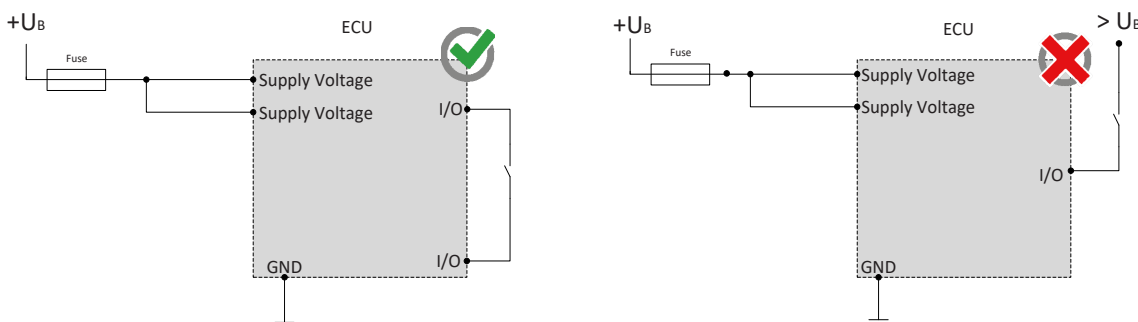 +UB
ECU
Fuse
Supply Voltage
Supply Voltage
I/O
I/O
GND
+UB
ECU
> UB
Fuse
Supply Voltage
Supply Voltage
I/O
GND